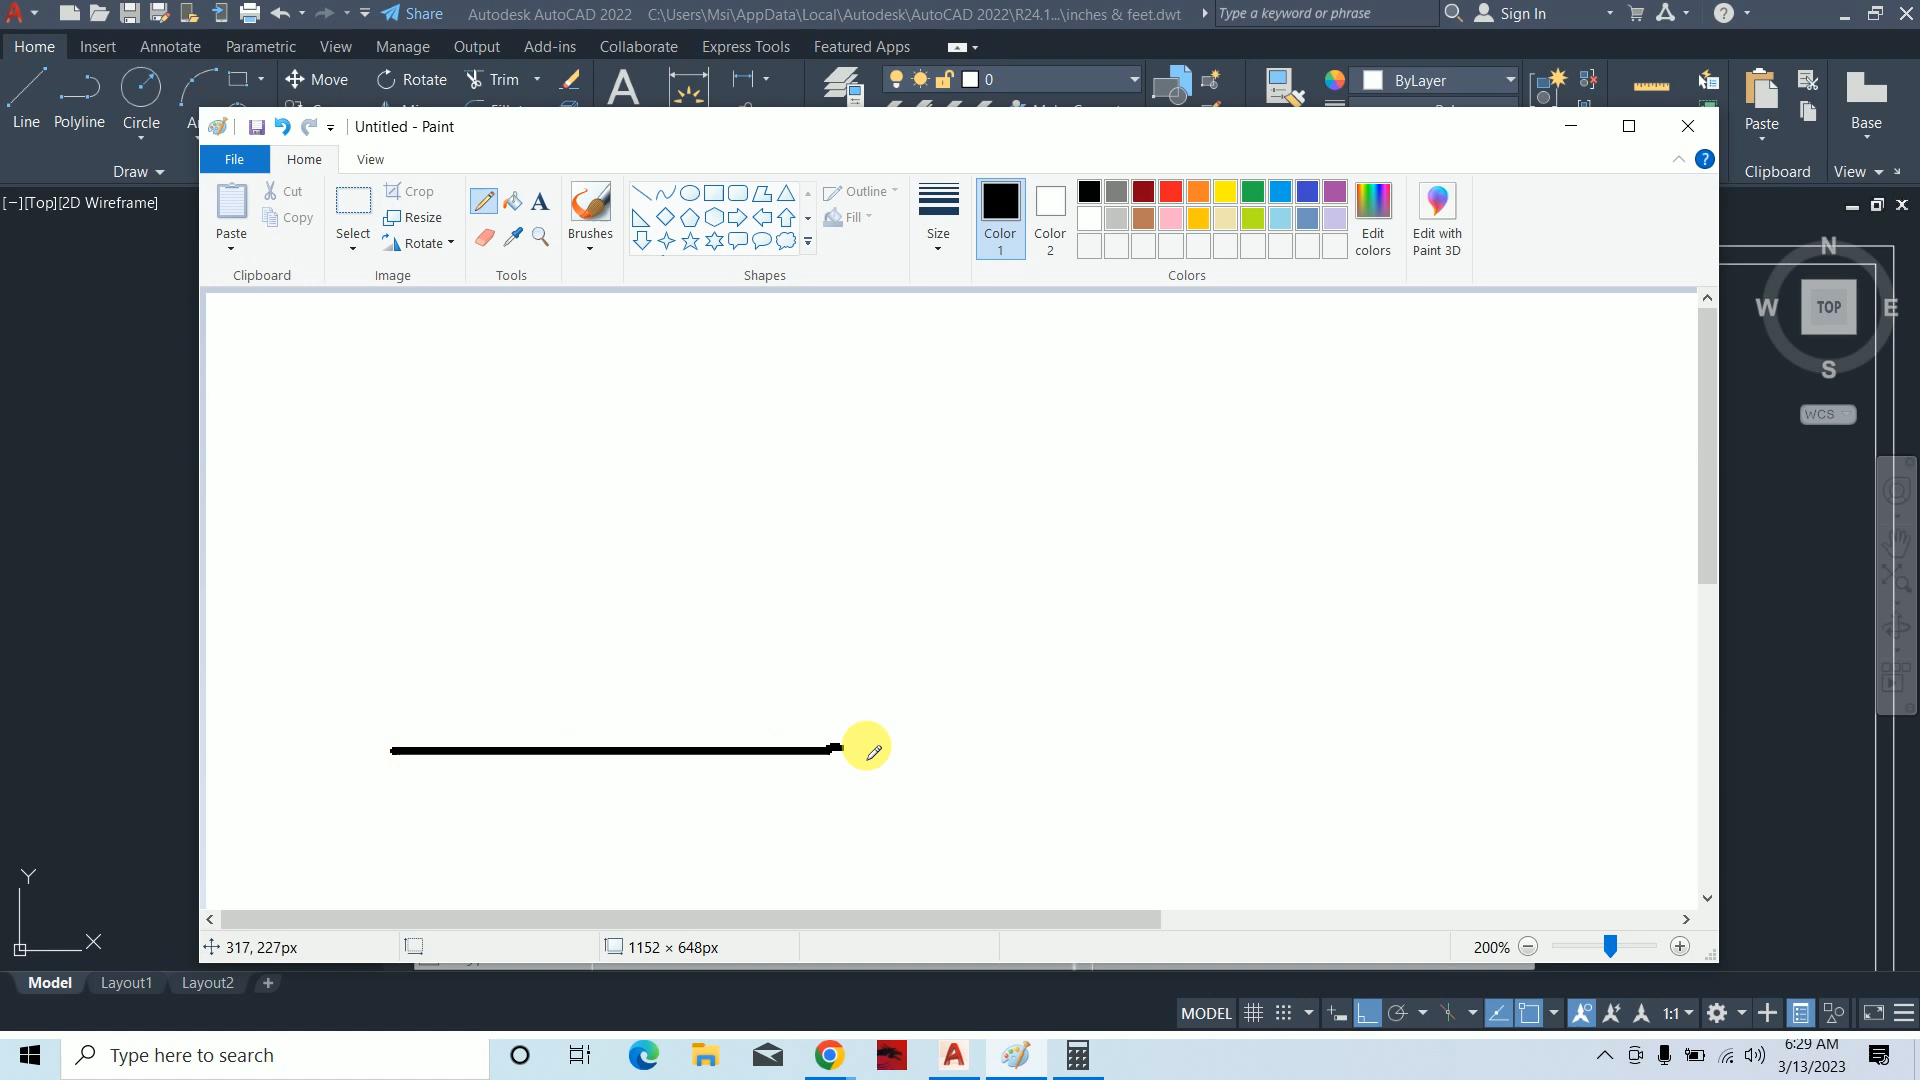 Share Autodesk AutoCAD 2022 C:\Users\Msi\AppData\Local\Autodesk\AutoCAD 2022\R24.1...\inches & feet.dwt Type a keyword or phrase Sign In
Home Insert Annotate Parametric View Manage Output Add-ins Collaborate Express Tools Featured Apps
Move Rotate Trim 0 ByLayer
Line Polyline Circle Paste Base
Draw Clipboard View
[−][Top][2D Wireframe]
Untitled - Paint
File Home View
Paste Cut Copy Select Crop Resize Rotate Brushes Outline Fill Size Color 1 Color 2 Edit colors Edit with Paint 3D
Clipboard Image Tools Shapes Colors
N
W TOP E
S
WCS
Y
X
317, 227px 1152 × 648px 200%
Model Layout1 Layout2
MODEL 1:1
Type here to search
6:29 AM
3/13/2023